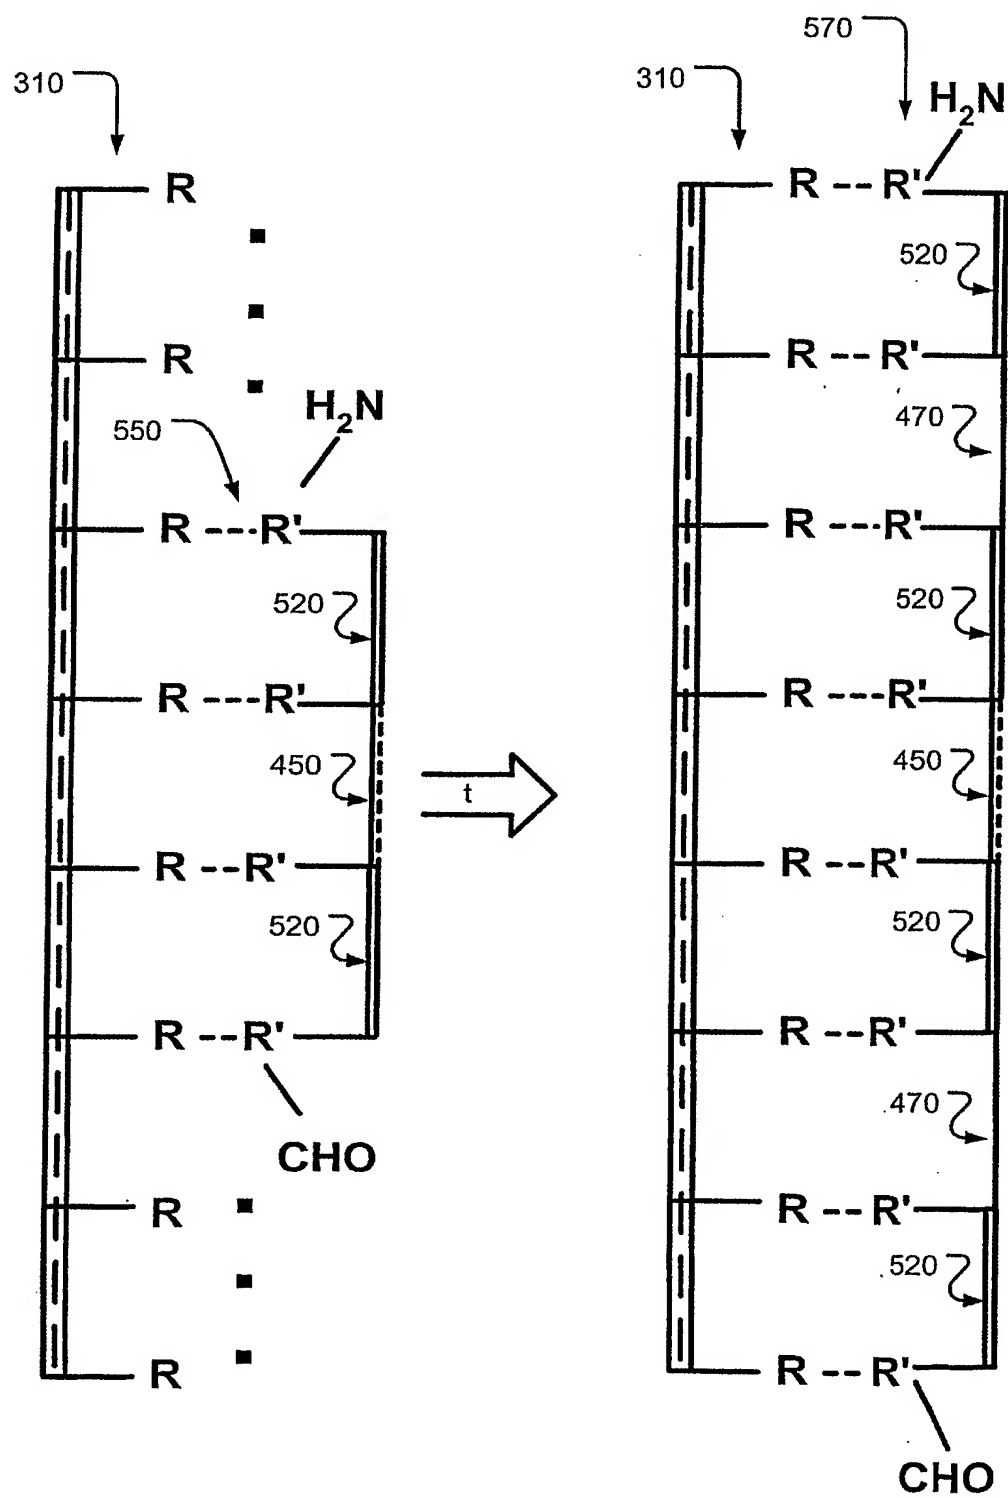 310
R
R
H2N
550
R---R'
520
R---R'
450
R--R'
520
R--R'
CHO
R
R
t
570
310
H2N
R--R'
520
R--R'
470
R---R'
520
R---R'
450
R--R'
520
R--R'
470
R--R'
520
R--R'
CHO